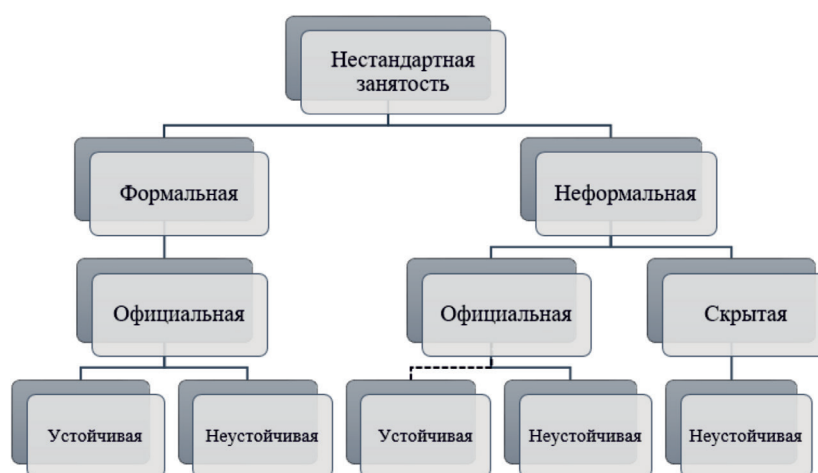 Нестандартная
занятость
Формальная
Неформальная
Официальная
Официальная
Скрытая
Устойчивая
Неустойчивая
Устойчивая
Неустойчивая
Неустойчивая